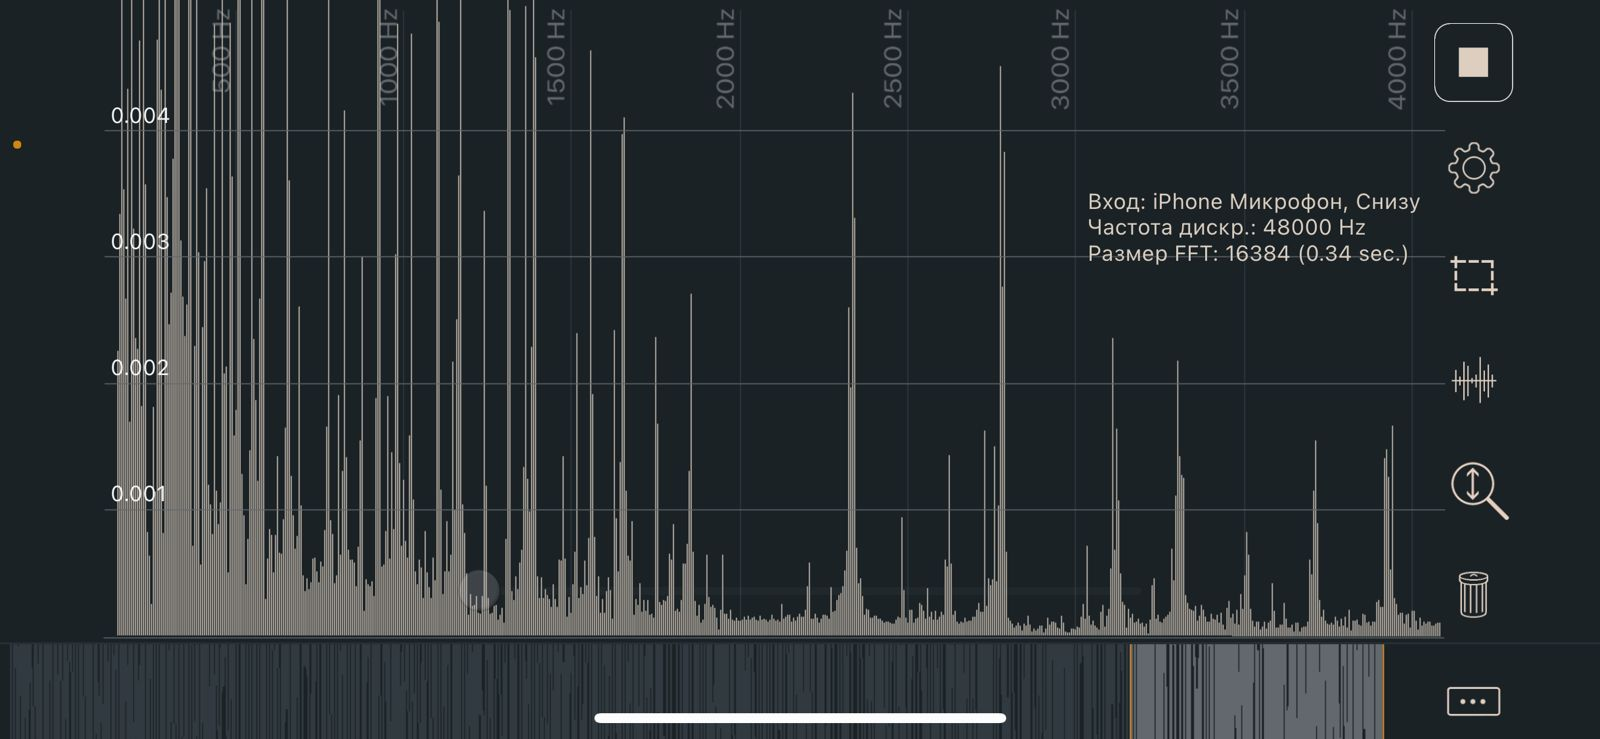 500 Hz
1000 Hz
1500 Hz
2000 Hz
2500 Hz
3000 Hz
3500 Hz
4000 Hz
0.004
0.003
0.002
0.001
Вход: iPhone Микрофон, Снизу
Частота дискр.: 48000 Hz
Размер FFT: 16384 (0.34 sec.)